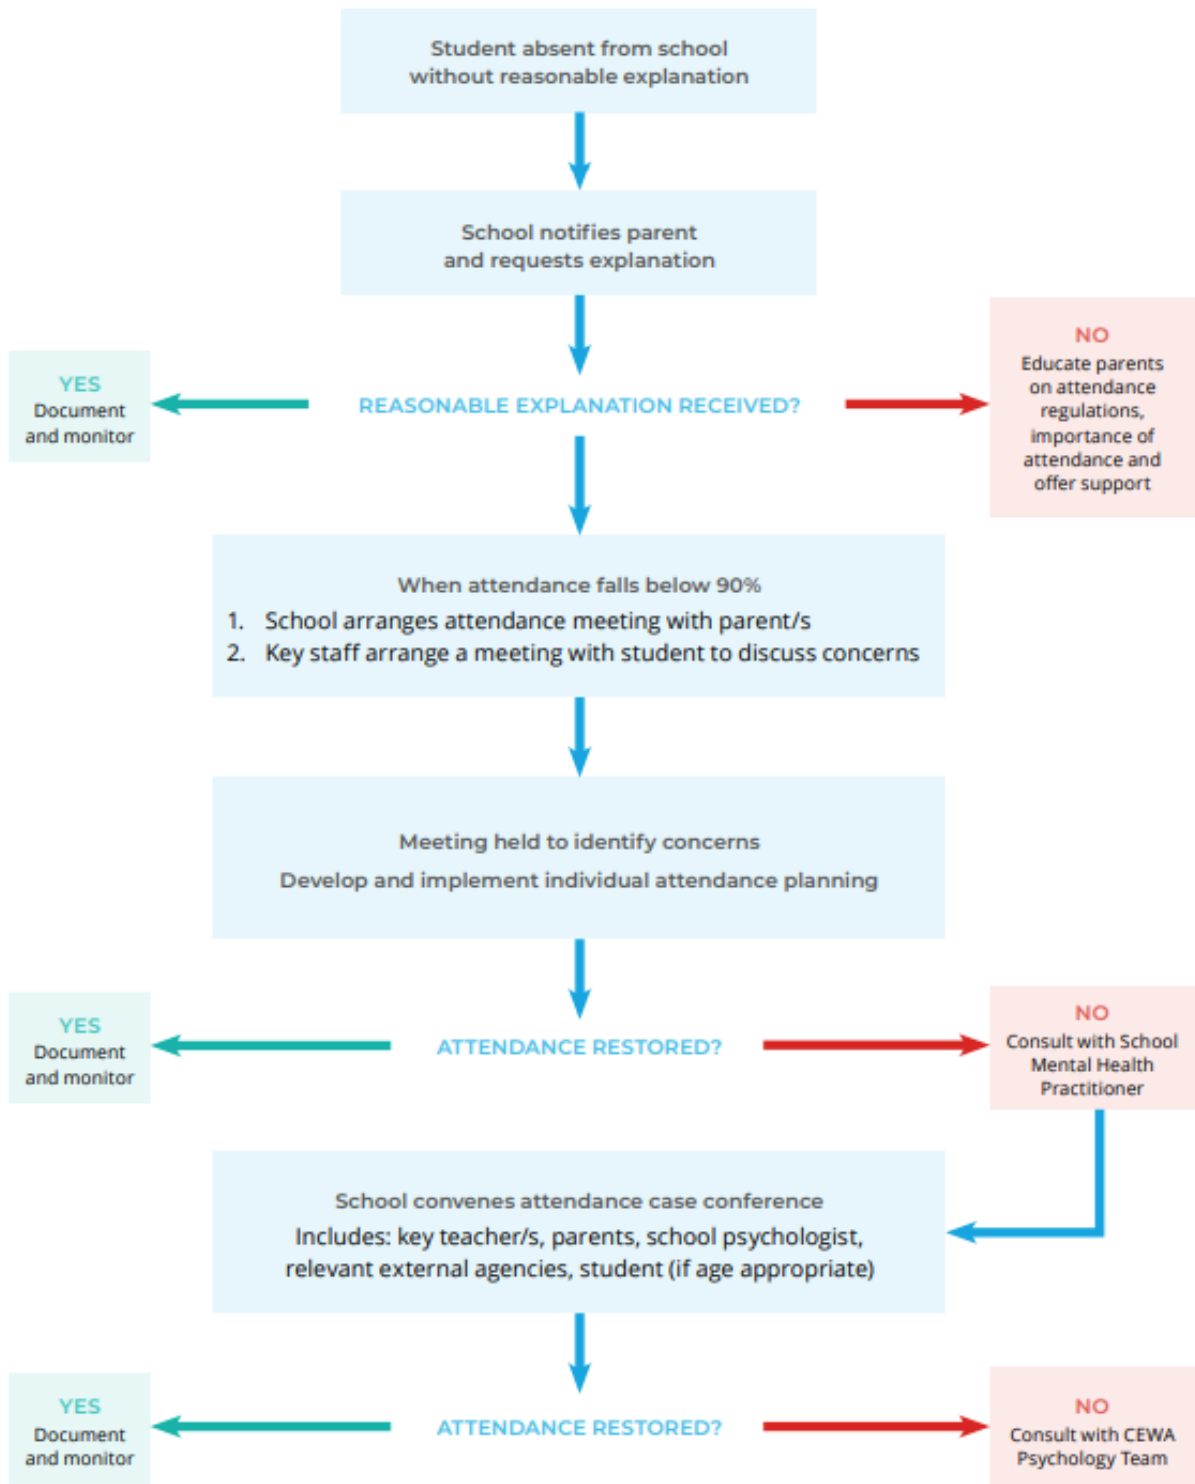 Student absent from school
without reasonable explanation
School notifies parent
and requests explanation
YES
Document
and monitor
REASONABLE EXPLANATION RECEIVED?
NO
Educate parents
on attendance
regulations,
importance of
attendance and
offer support
When attendance falls below 90%
1. School arranges attendance meeting with parent/s
2. Key staff arrange a meeting with student to discuss concerns
Meeting held to identify concerns
Develop and implement individual attendance planning
YES
Document
and monitor
ATTENDANCE RESTORED?
NO
Consult with School
Mental Health
Practitioner
School convenes attendance case conference
Includes: key teacher/s, parents, school psychologist,
relevant external agencies, student (if age appropriate)
YES
Document
and monitor
ATTENDANCE RESTORED?
NO
Consult with CEWA
Psychology Team